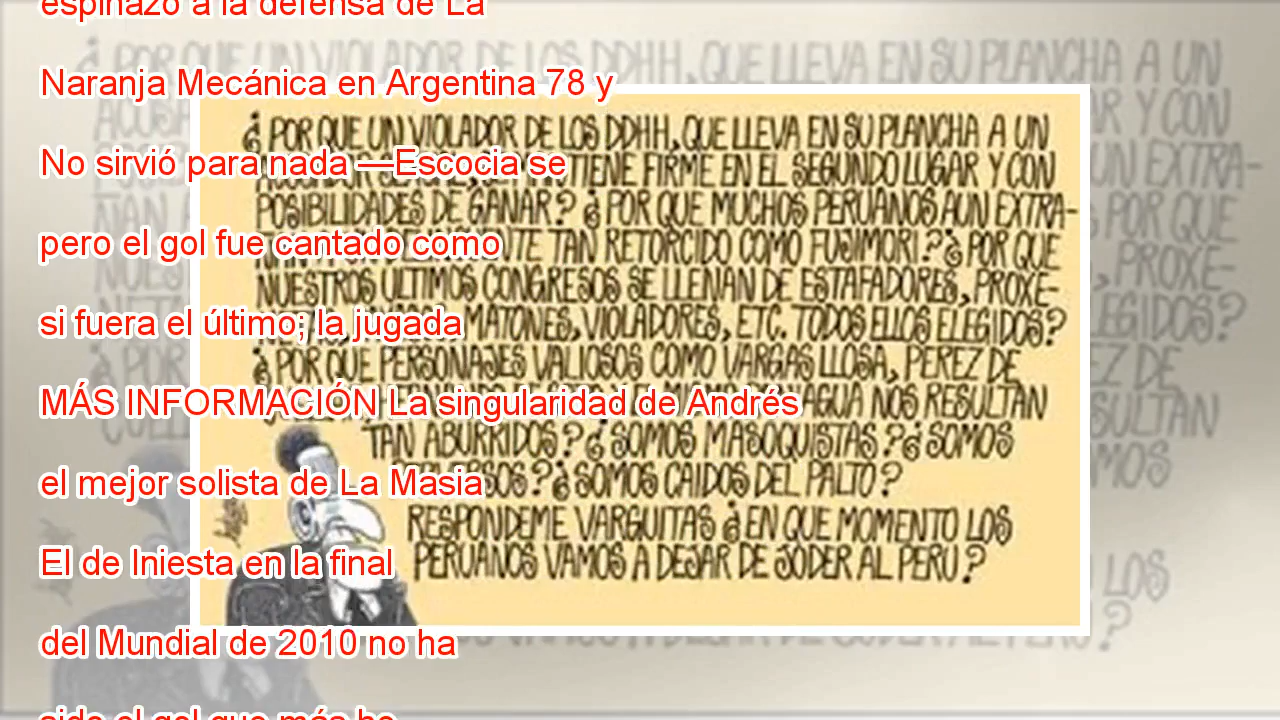 espinazo a la defensa de La
Naranja Mecánica en Argentina 78 y
No sirvió para nada —Escocia se
pero el gol fue cantado como
si fuera el último; la jugada
MÁS INFORMACIÓN La singularidad de Andrés
el mejor solista de La Masia
El de Iniesta en la final
del Mundial de 2010 no ha
sido el gol que más he
¿POR QUE UN VIOLADOR DE LOS DDHH, QUE LLEVA EN SU PLANCHA A UN
TIENE FIRME EN EL SEGUNDO LUGAR Y CON
POSIBILIDADES DE GANAR? ¿POR QUE MUCHOS PERUANOS AUN EXTRA-
TAN RETORCIDO COMO FUJIMORI? ¿POR QUE
NUESTROS ULTIMOS CONGRESOS SE LLENAN DE ESTAFADORES, PROXE-
MATONES, VIOLADORES, ETC. TODOS ELLOS ELEGIDOS?
¿POR QUE PERSONAJES VALIOSOS COMO VARGAS LLOSA, PEREZ DE
NOS RESULTAN
TAN ABURRIDOS? ¿SOMOS MASOQUISTAS? ¿SOMOS
¿SOMOS CAIDOS DEL PALTO?
RESPONDEME VARGUITAS ¿EN QUE MOMENTO LOS
PERUANOS VAMOS A DEJAR DE JODER AL PERU?